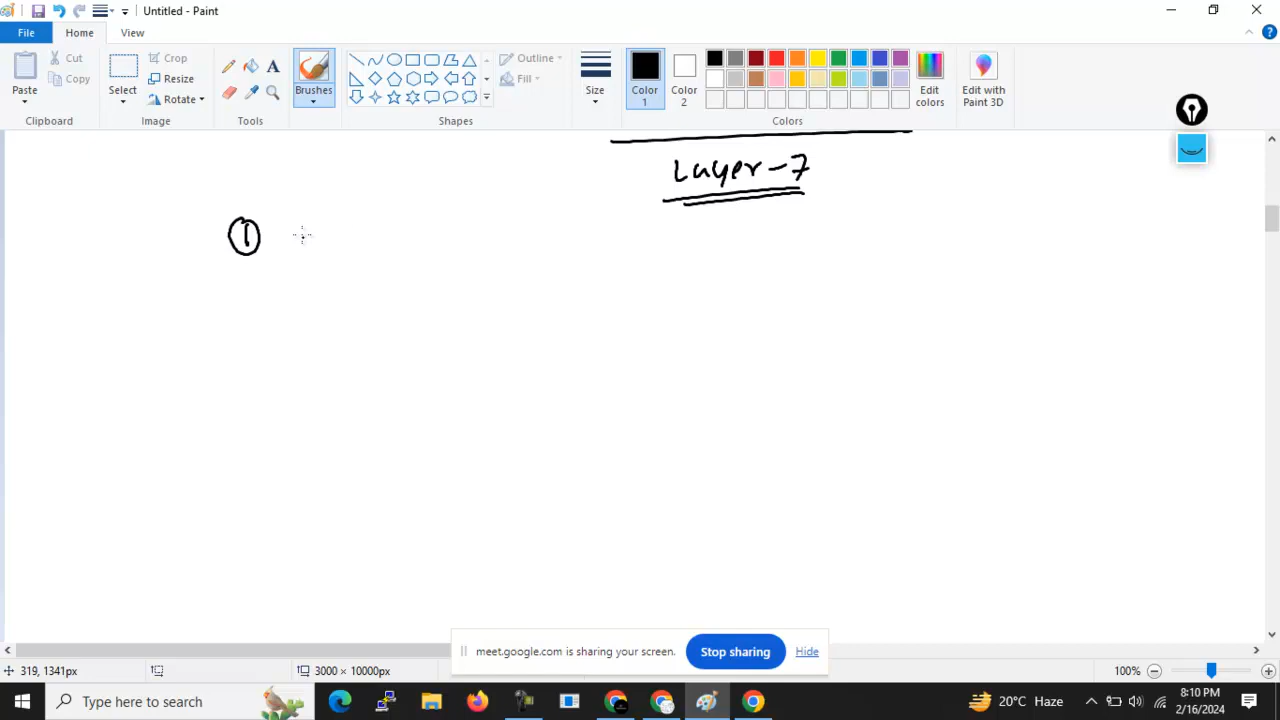 Untitled - Paint
File Home View
Paste Cut Copy Clipboard
Select Crop Resize Rotate Image
Tools
Brushes
Outline Fill Shapes
Size
Color 1 Color 2 Edit colors Edit with Paint 3D Colors
Layer-7
1
meet.google.com is sharing your screen. Stop sharing Hide
319, 1341px 3000 × 10000px 100%
Type here to search 20°C Haze 8:10 PM
2/16/2024